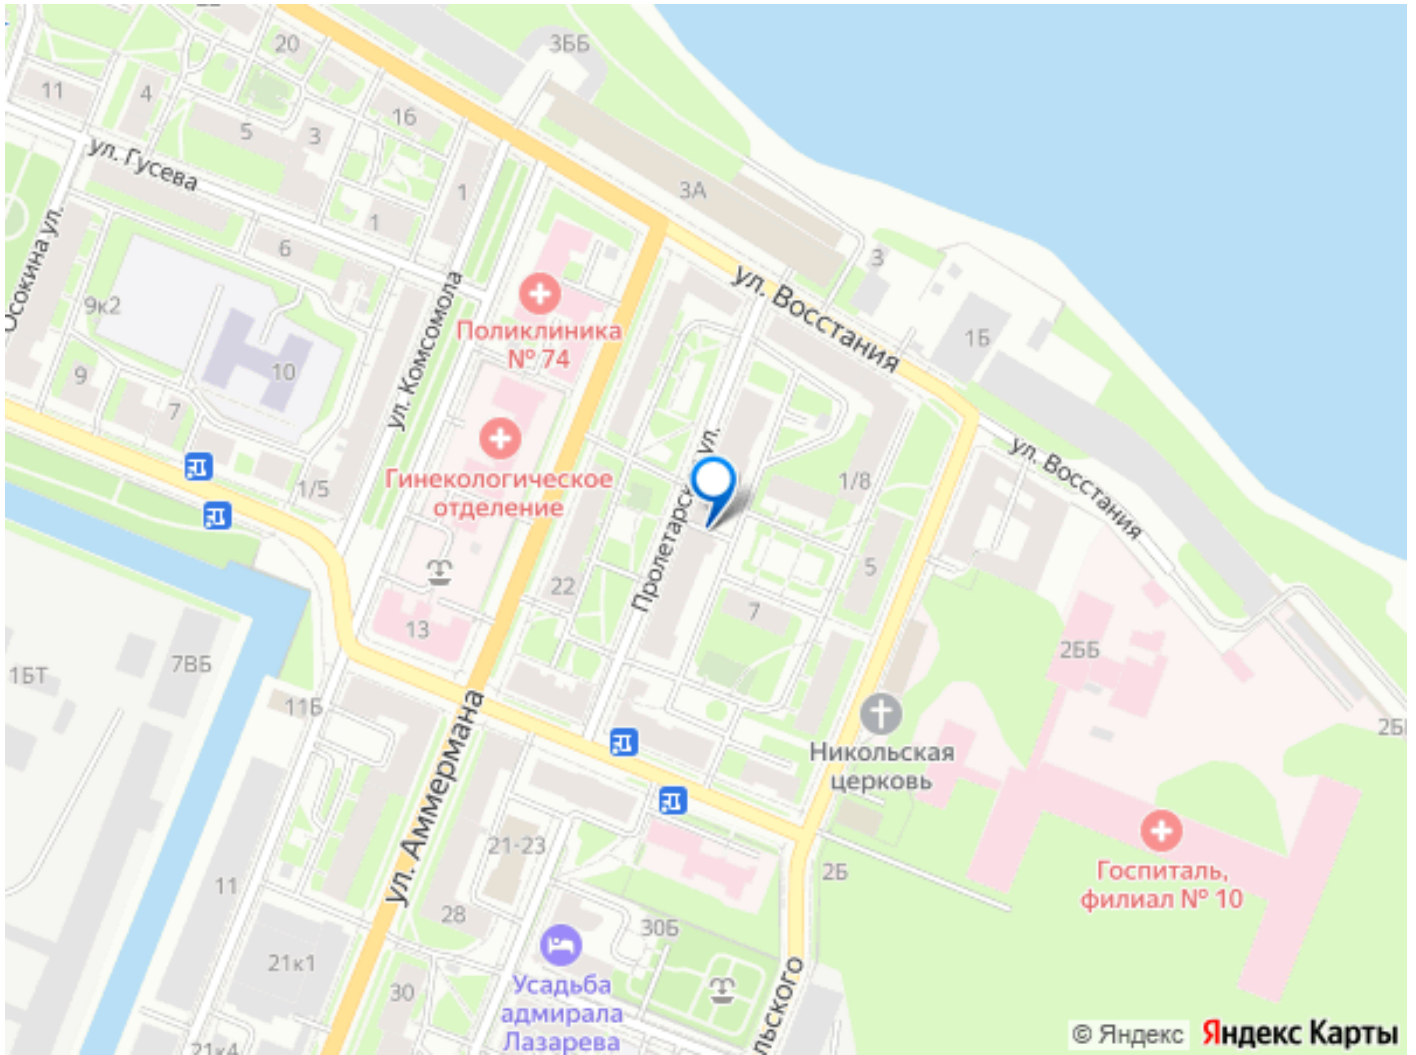 3ББ
20
11
4
5
3
16
ул. Гусева
1
3А
1
6
3
Осокина ул.
9к2
ул. Комсомола
ул. Восстания
Поликлиника
№ 74
1Б
10
9
7
Пролетарск
ул.
ул. Восстания
Гинекологическое
отделение
1/5
1/8
5
22
7
13
1БТ
7ВБ
2ББ
11Б
ул. Аммермана
Никольская
церковь
21-23
2Б
Госпиталь,
филиал № 10
11
28
30Б
21к1
Усадьба
адмирала
Лазарева
30
льского
21к4
© Яндекс
Яндекс Карты